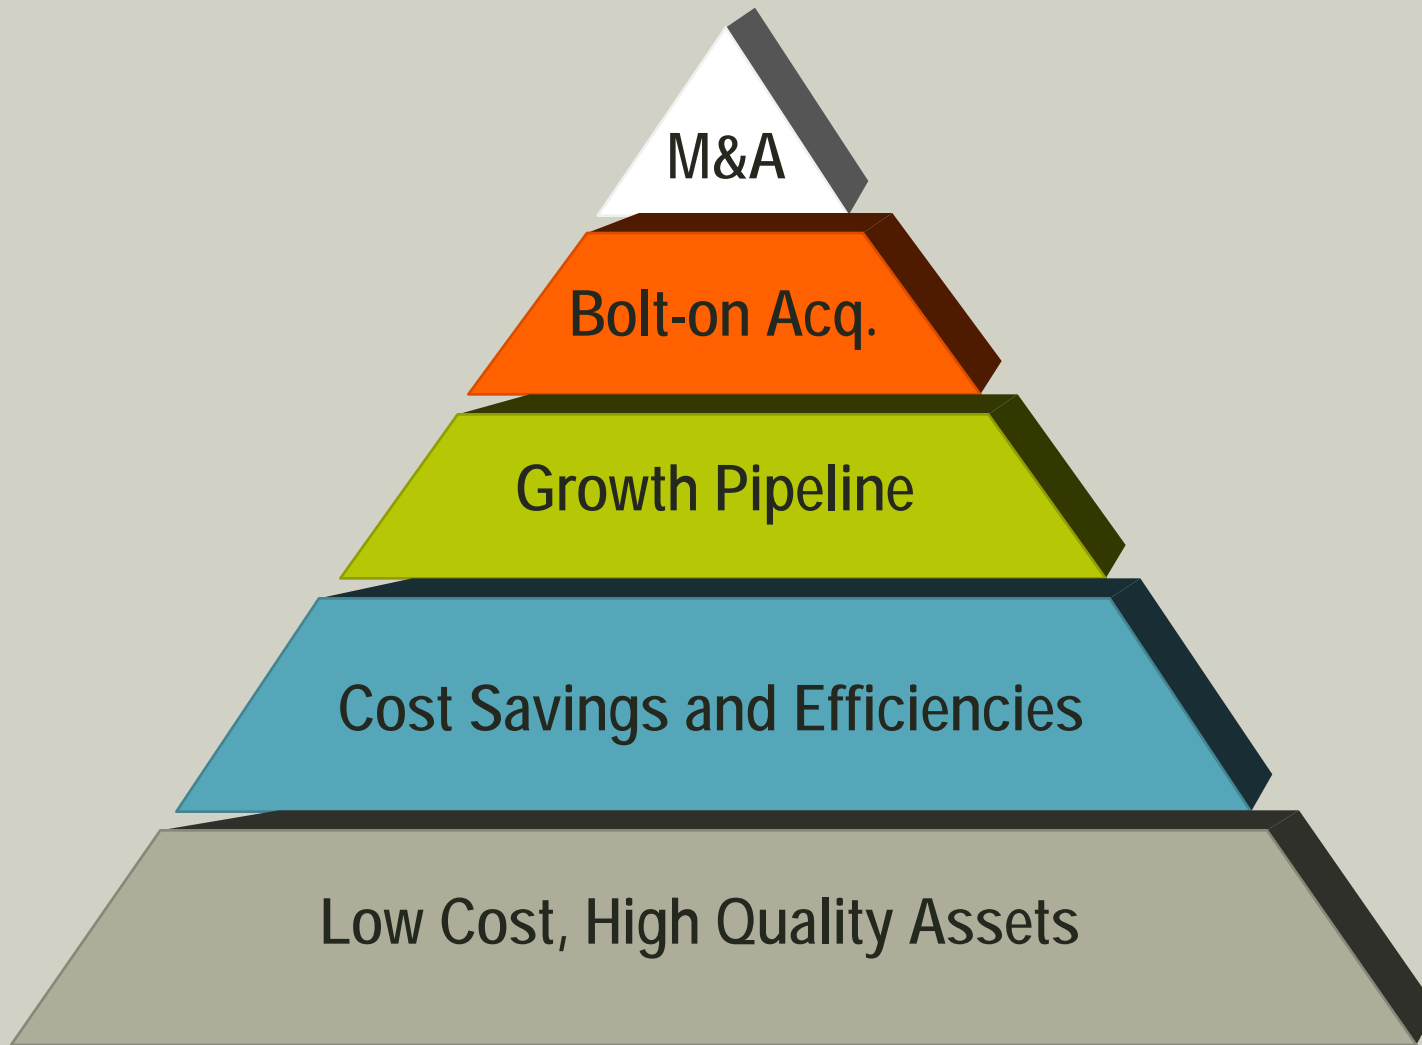 M&A
Bolt-on Acq.
Growth Pipeline
Cost Savings and Efficiencies
Low Cost, High Quality Assets